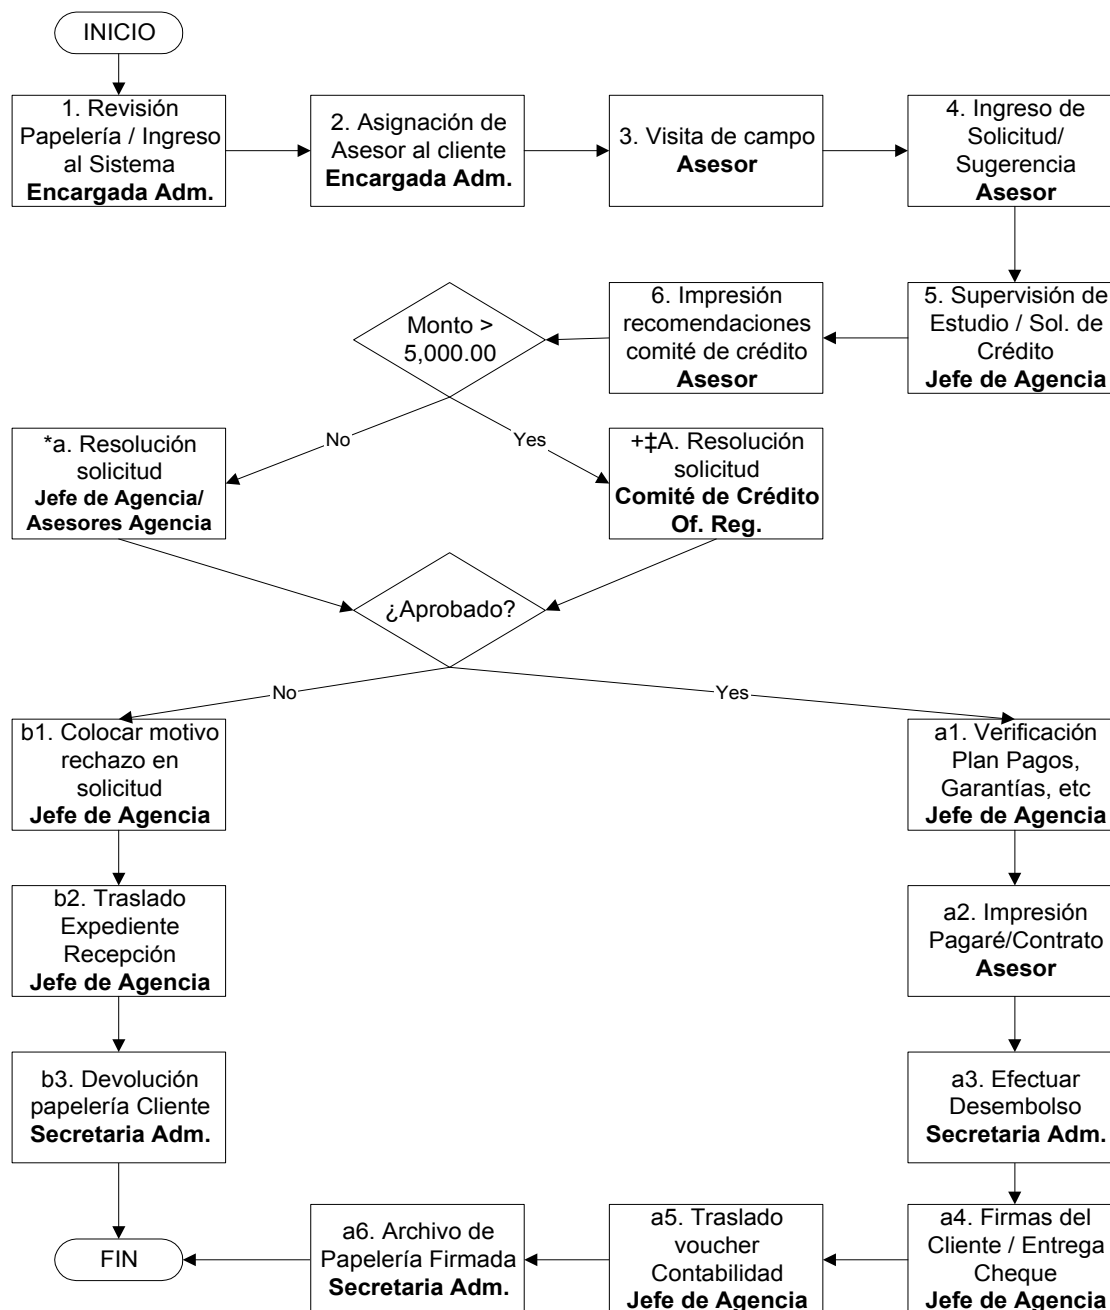 INICIO
1. Revisión
Papelería / Ingreso
al Sistema
Encargada Adm.
2. Asignación de
Asesor al cliente
Encargada Adm.
3. Visita de campo
Asesor
4. Ingreso de
Solicitud/
Sugerencia
Asesor
5. Supervisión de
Estudio / Sol. de
Crédito
Jefe de Agencia
6. Impresión
recomendaciones
comité de crédito
Asesor
Monto >
5,000.00
No
Yes
*a. Resolución
solicitud
Jefe de Agencia/
Asesores Agencia
+‡A. Resolución
solicitud
Comité de Crédito
Of. Reg.
¿Aprobado?
No
Yes
b1. Colocar motivo
rechazo en
solicitud
Jefe de Agencia
a1. Verificación
Plan Pagos,
Garantías, etc
Jefe de Agencia
b2. Traslado
Expediente
Recepción
Jefe de Agencia
a2. Impresión
Pagaré/Contrato
Asesor
b3. Devolución
papelería Cliente
Secretaria Adm.
a3. Efectuar
Desembolso
Secretaria Adm.
FIN
a6. Archivo de
Papelería Firmada
Secretaria Adm.
a5. Traslado
voucher
Contabilidad
Jefe de Agencia
a4. Firmas del
Cliente / Entrega
Cheque
Jefe de Agencia